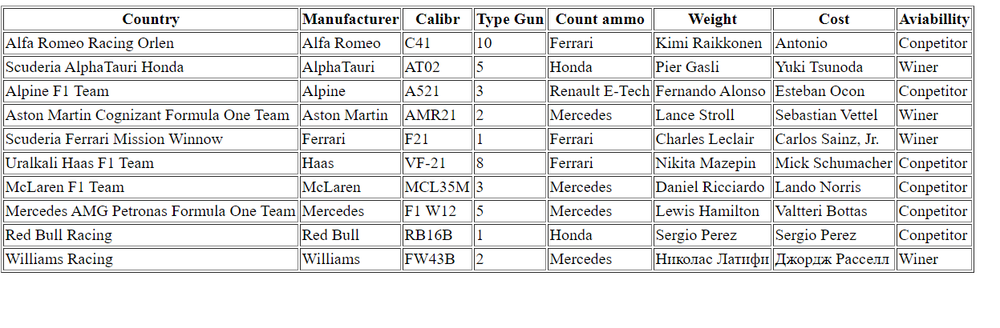 Country Manufacturer Calibr Type Gun Count ammo Weight Cost Aviabillity
Alfa Romeo Racing Orlen Alfa Romeo C41 10 Ferrari Kimi Raikkonen Antonio Conpetitor
Scuderia AlphaTauri Honda AlphaTauri AT02 5 Honda Pier Gasli Yuki Tsunoda Winer
Alpine F1 Team Alpine A521 3 Renault E-Tech Fernando Alonso Esteban Ocon Conpetitor
Aston Martin Cognizant Formula One Team Aston Martin AMR21 2 Mercedes Lance Stroll Sebastian Vettel Winer
Scuderia Ferrari Mission Winnow Ferrari F21 1 Ferrari Charles Leclair Carlos Sainz, Jr. Winer
Uralkali Haas F1 Team Haas VF-21 8 Ferrari Nikita Mazepin Mick Schumacher Conpetitor
McLaren F1 Team McLaren MCL35M 3 Mercedes Daniel Ricciardo Lando Norris Conpetitor
Mercedes AMG Petronas Formula One Team Mercedes F1 W12 5 Mercedes Lewis Hamilton Valtteri Bottas Conpetitor
Red Bull Racing Red Bull RB16B 1 Honda Sergio Perez Sergio Perez Conpetitor
Williams Racing Williams FW43B 2 Mercedes Николас Латифи Джордж Расселл Winer